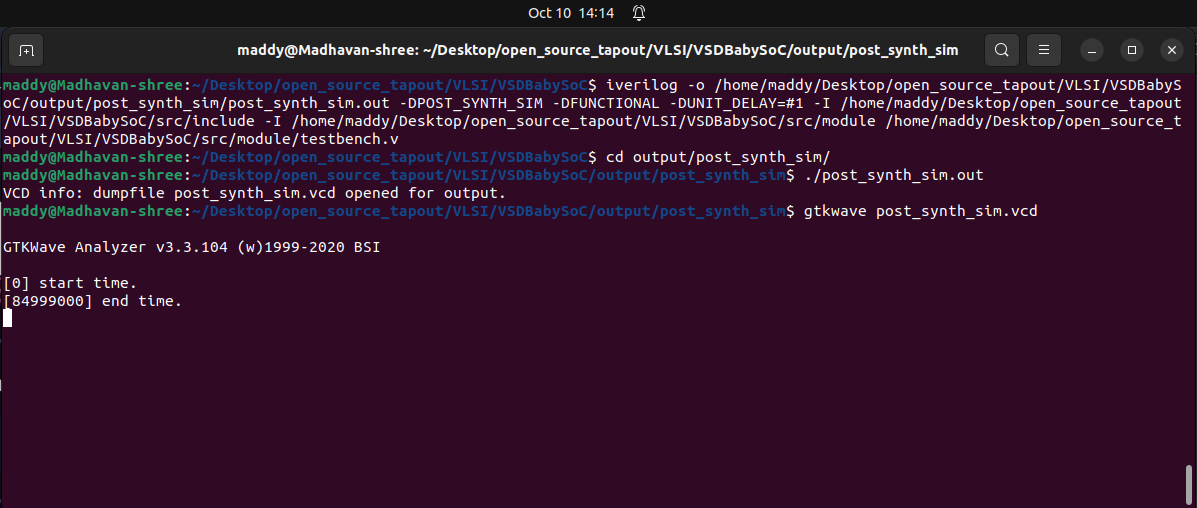 Oct 10 14:14
maddy@Madhavan-shree: ~/Desktop/open_source_tapout/VLSI/VSDBabySoC/output/post_synth_sim
maddy@Madhavan-shree:~/Desktop/open_source_tapout/VLSI/VSDBabySoC$ iverilog -o /home/maddy/Desktop/open_source_tapout/VLSI/VSDBabyS
oC/output/post_synth_sim/post_synth_sim.out -DPOST_SYNTH_SIM -DFUNCTIONAL -DUNIT_DELAY=#1 -I /home/maddy/Desktop/open_source_tapout
/VLSI/VSDBabySoC/src/include -I /home/maddy/Desktop/open_source_tapout/VLSI/VSDBabySoC/src/module /home/maddy/Desktop/open_source_t
apout/VLSI/VSDBabySoC/src/module/testbench.v
maddy@Madhavan-shree:~/Desktop/open_source_tapout/VLSI/VSDBabySoC$ cd output/post_synth_sim/
maddy@Madhavan-shree:~/Desktop/open_source_tapout/VLSI/VSDBabySoC/output/post_synth_sim$ ./post_synth_sim.out
VCD info: dumpfile post_synth_sim.vcd opened for output.
maddy@Madhavan-shree:~/Desktop/open_source_tapout/VLSI/VSDBabySoC/output/post_synth_sim$ gtkwave post_synth_sim.vcd
GTKWave Analyzer v3.3.104 (w)1999-2020 BSI
[0] start time.
[84999000] end time.